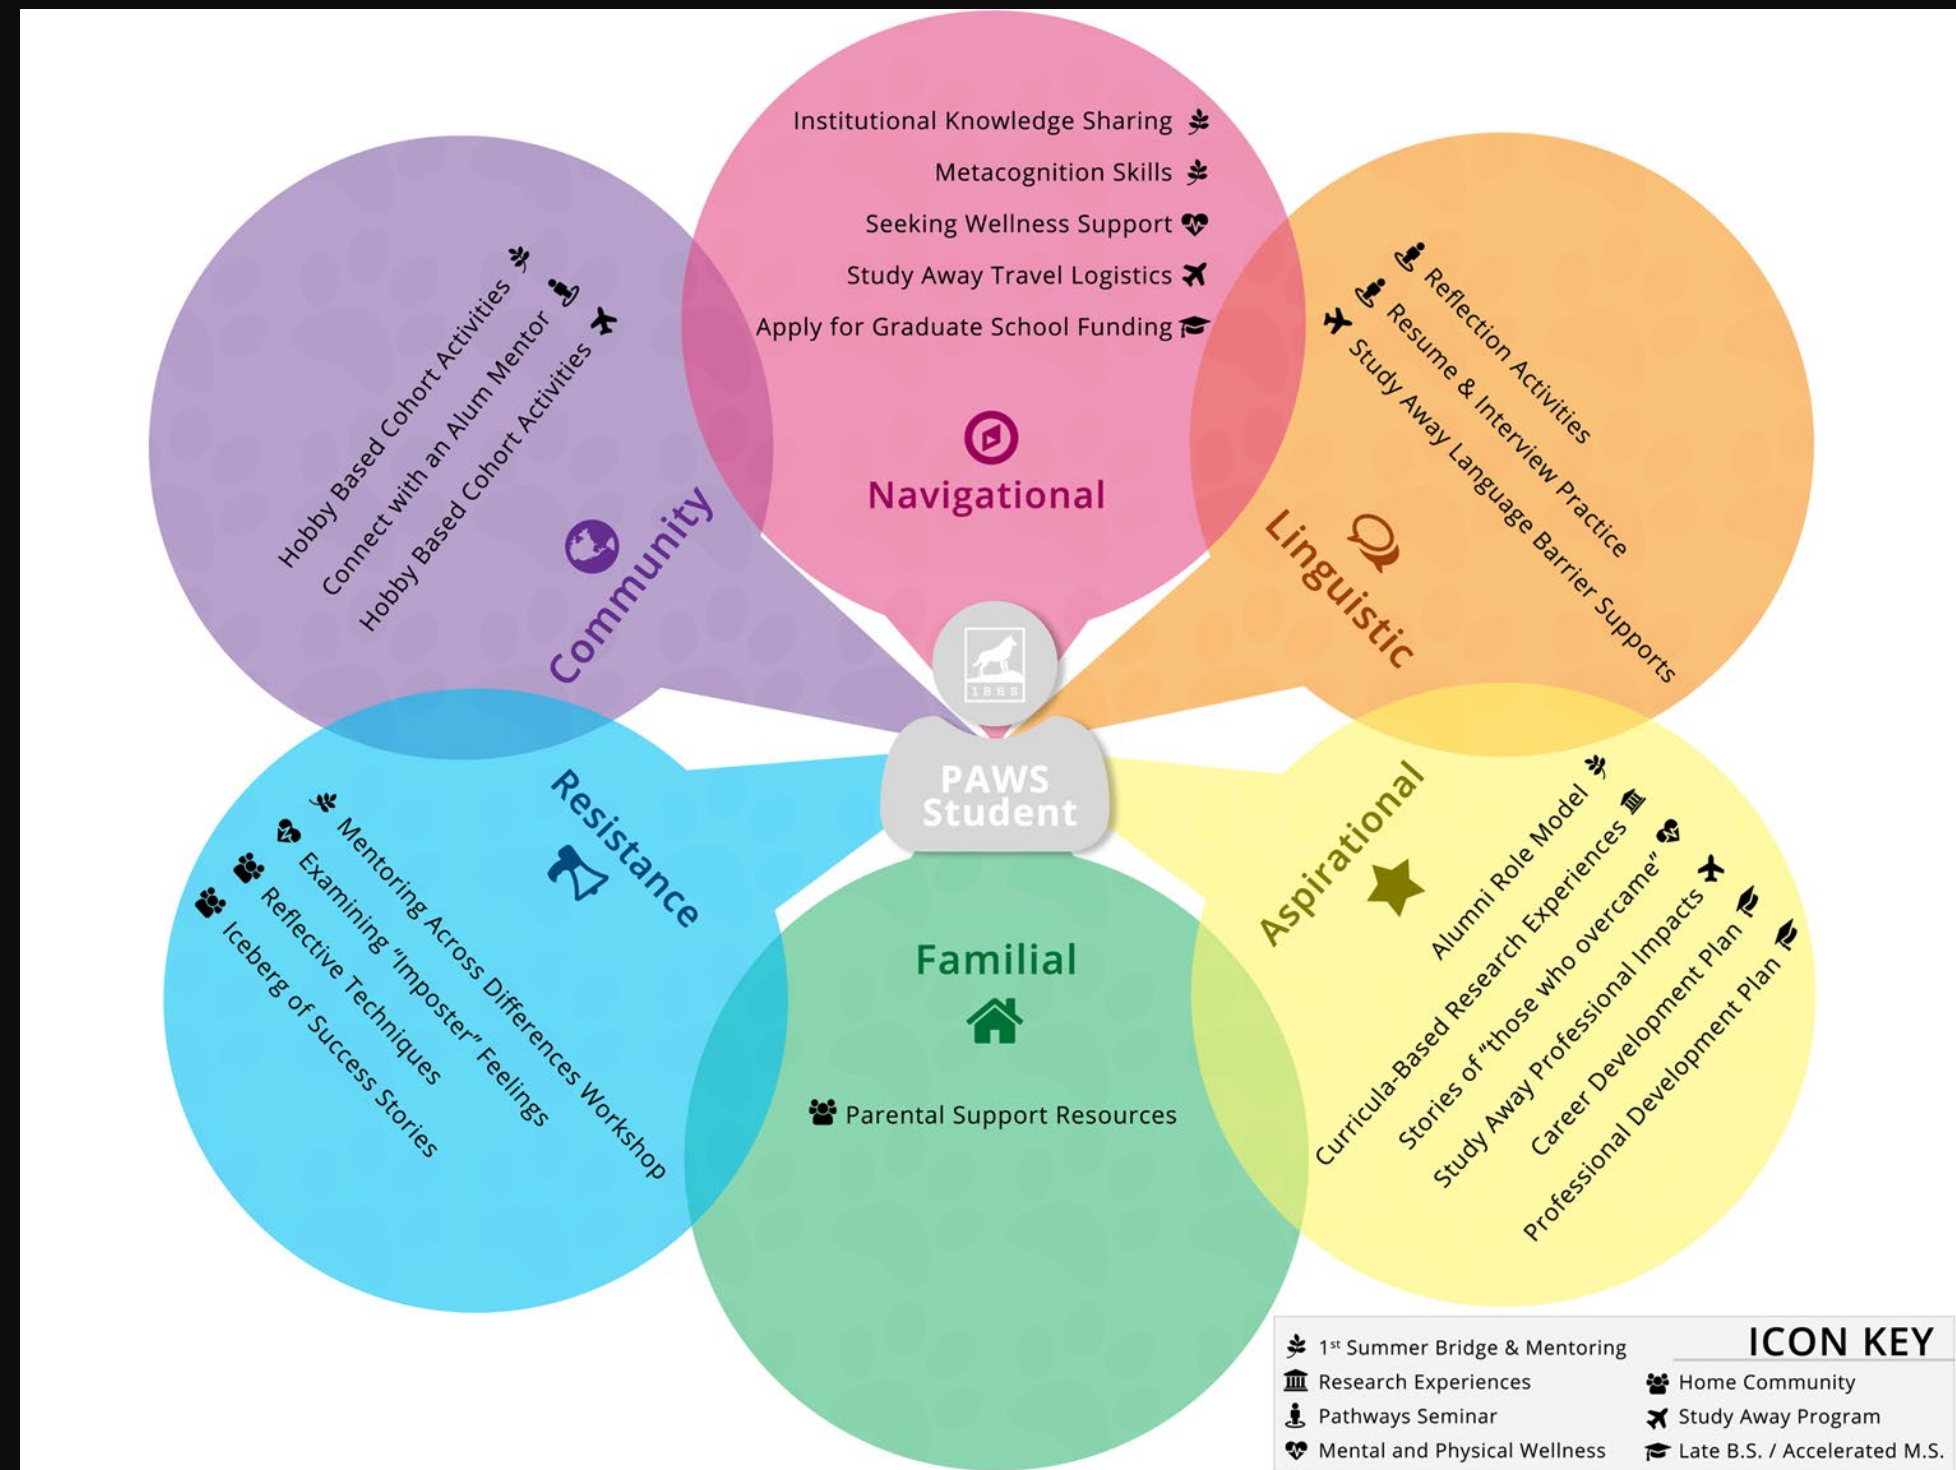 Institutional Knowledge Sharing
Metacognition Skills
Seeking Wellness Support
Study Away Travel Logistics
Apply for Graduate School Funding
Navigational
Hobby Based Cohort Activities
Connect with an Alum Mentor
Hobby Based Cohort Activities
Community
Reflection Activities
Resume & Interview Practice
Study Away Language Barrier Supports
Linguistic
1885
PAWS
Student
Resistance
Mentoring Across Differences Workshop
Examining "Imposter" Feelings
Reflective Techniques
Iceberg of Success Stories
Familial
Parental Support Resources
Aspirational
Alumni Role Model
Curricula-Based Research Experiences
Stories of "those who overcame"
Study Away Professional Impacts
Career Development Plan
Professional Development Plan
ICON KEY
1st Summer Bridge & Mentoring
Research Experiences
Pathways Seminar
Mental and Physical Wellness
Home Community
Study Away Program
Late B.S. / Accelerated M.S.